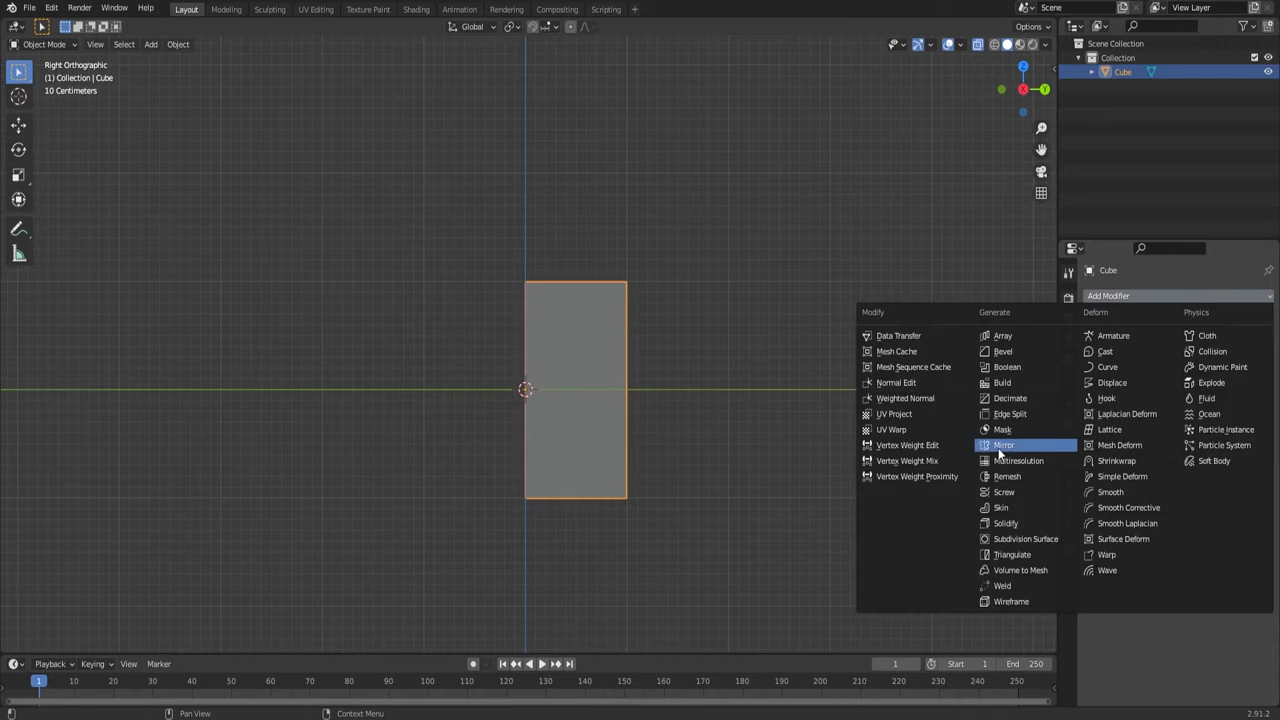 File Edit Render Window Help Layout Modeling Sculpting UV Editing Texture Paint Shading Animation Rendering Compositing Scripting Scene View Layer
Global Options
Object Mode View Select Add Object
Scene Collection
Collection
Cube
Right Orthographic
(1) Collection | Cube
10 Centimeters
Z
X
Y
Cube
Add Modifier
Modify Generate Deform Physics
Data Transfer Array Armature Cloth
Mesh Cache Bevel Cast Collision
Mesh Sequence Cache Boolean Curve Dynamic Paint
Normal Edit Build Displace Explode
Weighted Normal Decimate Hook Fluid
UV Project Edge Split Laplacian Deform Ocean
UV Warp Mask Lattice Particle Instance
Vertex Weight Edit Mirror Mesh Deform Particle System
Vertex Weight Mix Multiresolution Shrinkwrap Soft Body
Vertex Weight Proximity Remesh Simple Deform
Screw Smooth
Skin Smooth Corrective
Solidify Smooth Laplacian
Subdivision Surface Surface Deform
Triangulate Warp
Volume to Mesh Wave
Weld
Wireframe
Playback Keying View Marker 1 Start 1 End 250
1 10 20 30 40 50 60 70 80 90 100 110 120 130 140 150 160 170 180 190 200 210 220 230 240 250
Pan View Context Menu 2.91.2